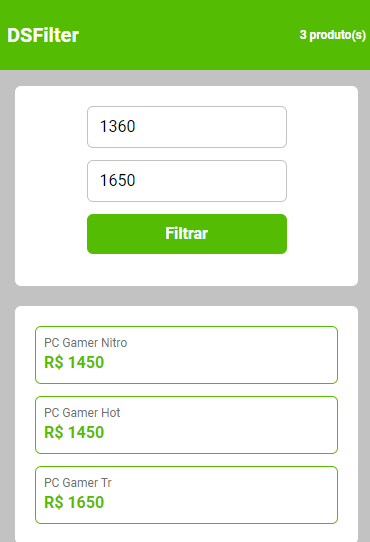 DSFilter
3 produto(s)
1360
1650
Filtrar
PC Gamer Nitro
R$ 1450
PC Gamer Hot
R$ 1450
PC Gamer Tr
R$ 1650